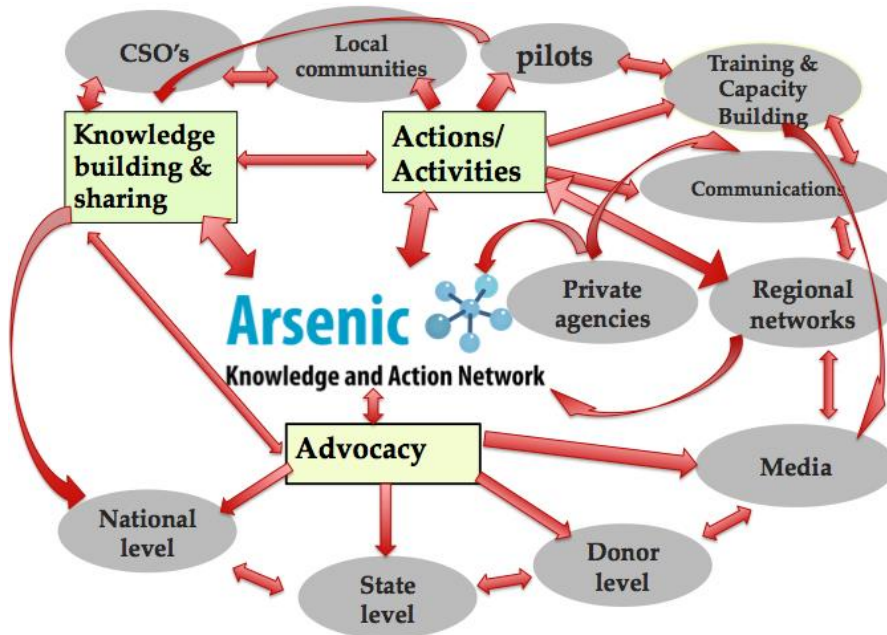 CSO's
Local
communities
pilots
Training &
Capacity
Building
Knowledge
building &
sharing
Actions/
Activities
Communications
Arsenic
Knowledge and Action Network
Private
agencies
Regional
networks
Advocacy
Media
National
level
State
level
Donor
level